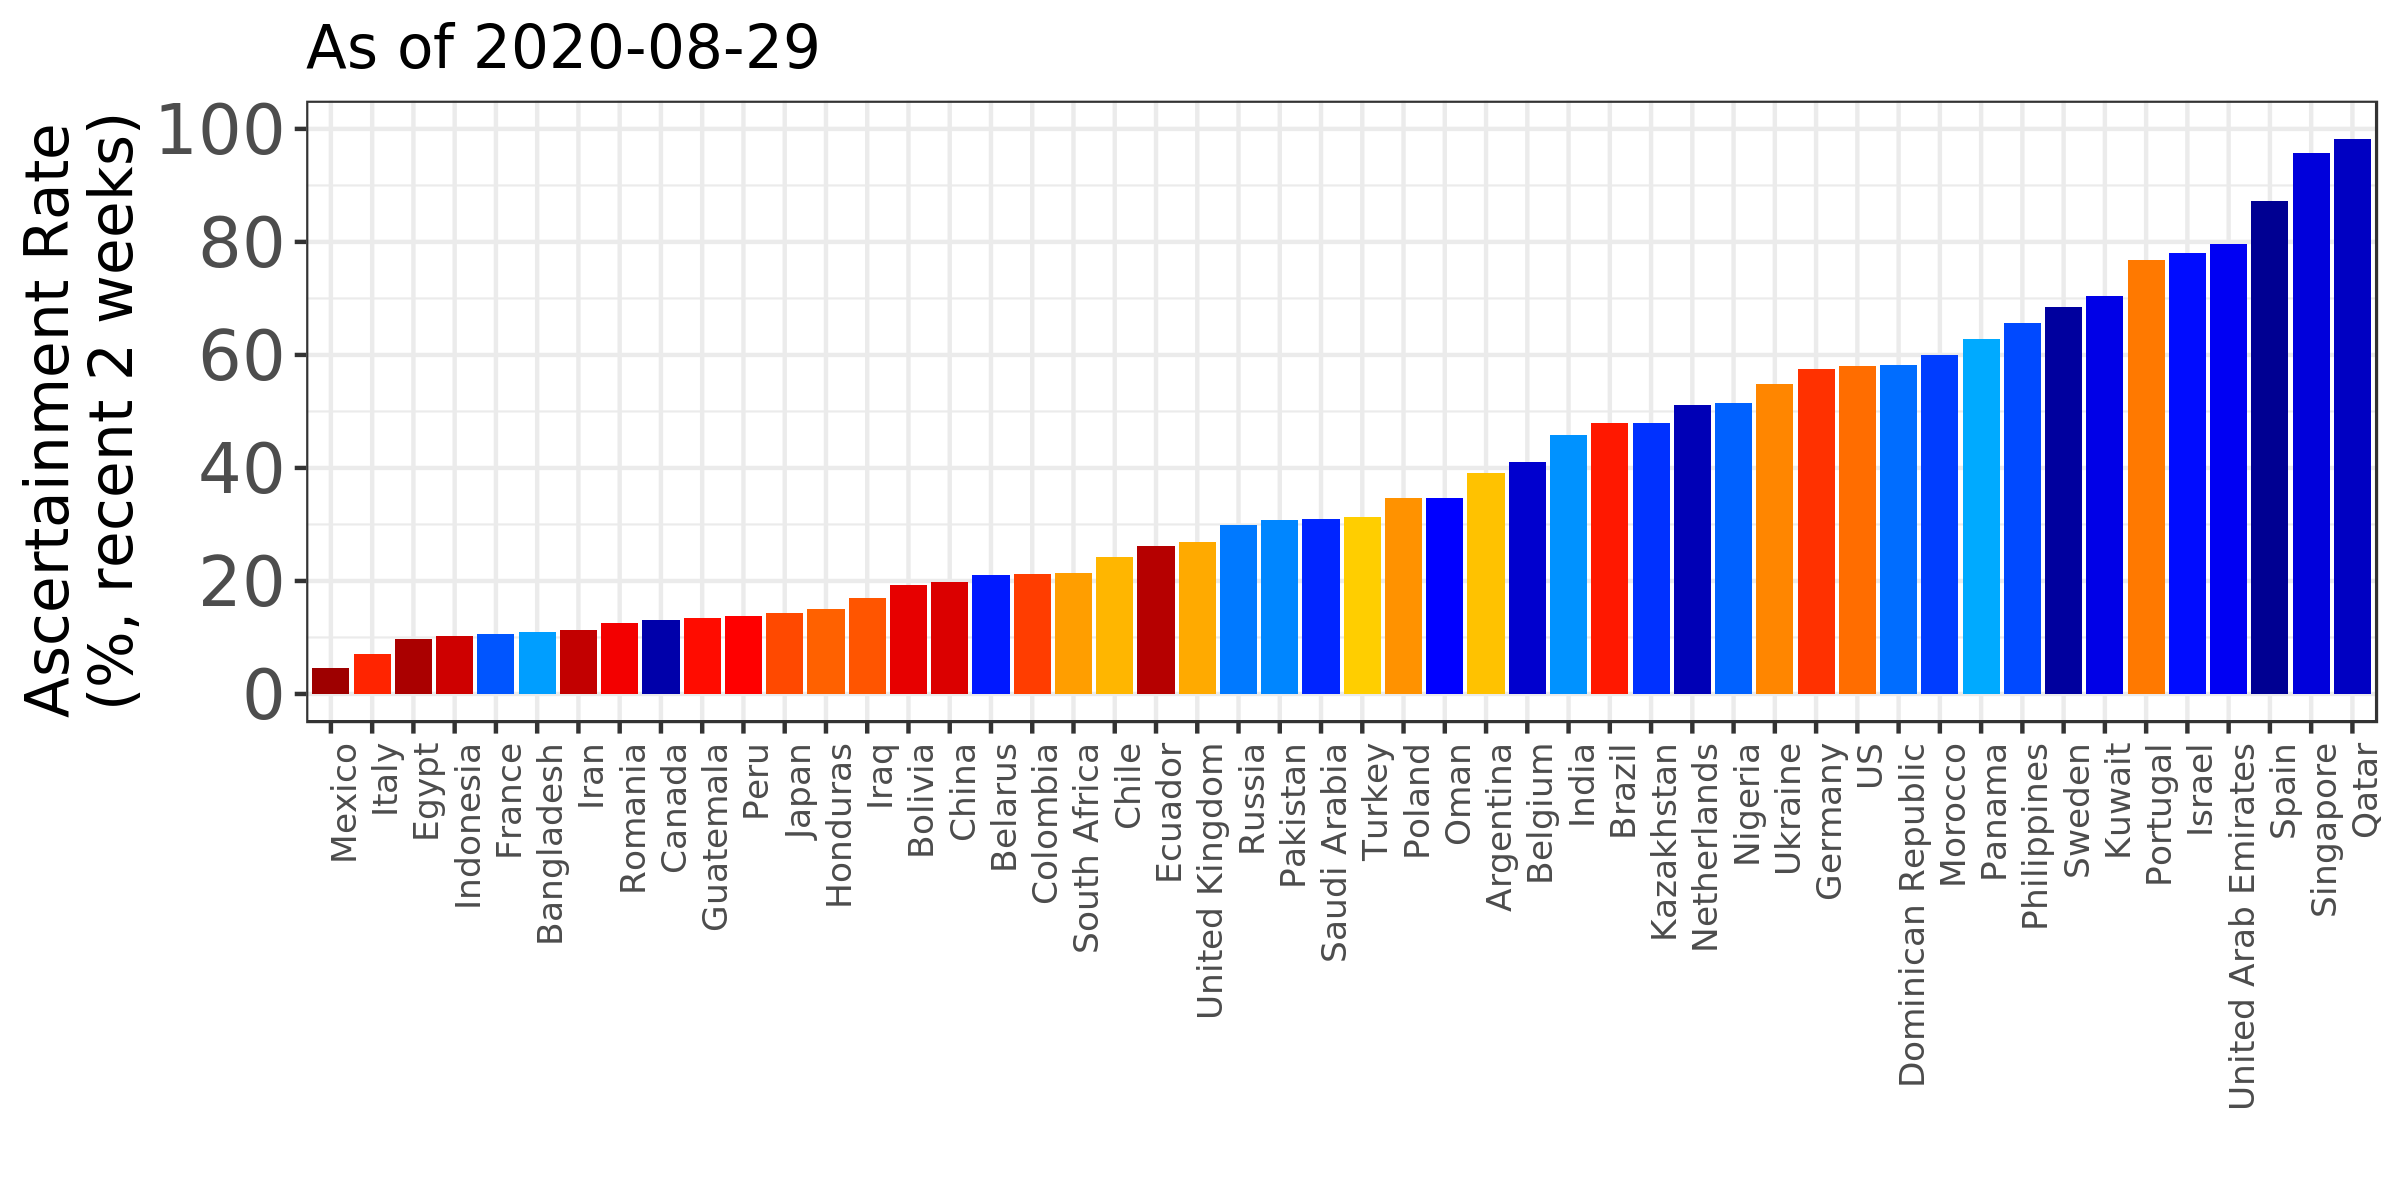 As of 2020-08-29
Ascertainment Rate
(%, recent 2 weeks)
100
80
60
40
20
0
Mexico
Italy
Egypt
Indonesia
France
Bangladesh
Iran
Romania
Canada
Guatemala
Peru
Japan
Honduras
Iraq
Bolivia
China
Belarus
Colombia
South Africa
Chile
Ecuador
United Kingdom
Russia
Pakistan
Saudi Arabia
Turkey
Poland
Oman
Argentina
Belgium
India
Brazil
Kazakhstan
Netherlands
Nigeria
Ukraine
Germany
US
Dominican Republic
Morocco
Panama
Philippines
Sweden
Kuwait
Portugal
Israel
United Arab Emirates
Spain
Singapore
Qatar